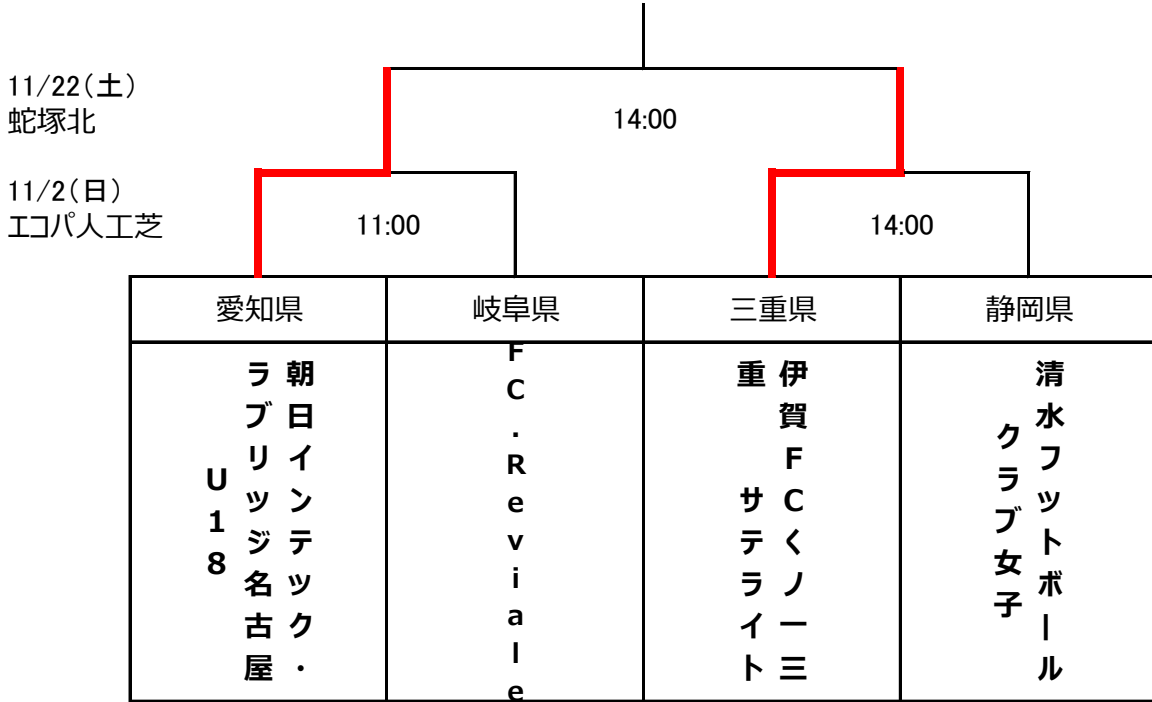 11/22(土)
蛇塚北
14:00
11/2(日)
エコパ人工芝
11:00
14:00
愛知県
岐阜県
三重県
静岡県
朝日インテック・
ラブリッジ名古屋
U18
FC.Reviale
伊賀FCくノ一三
重 サテライト
清水フットボール
クラブ女子